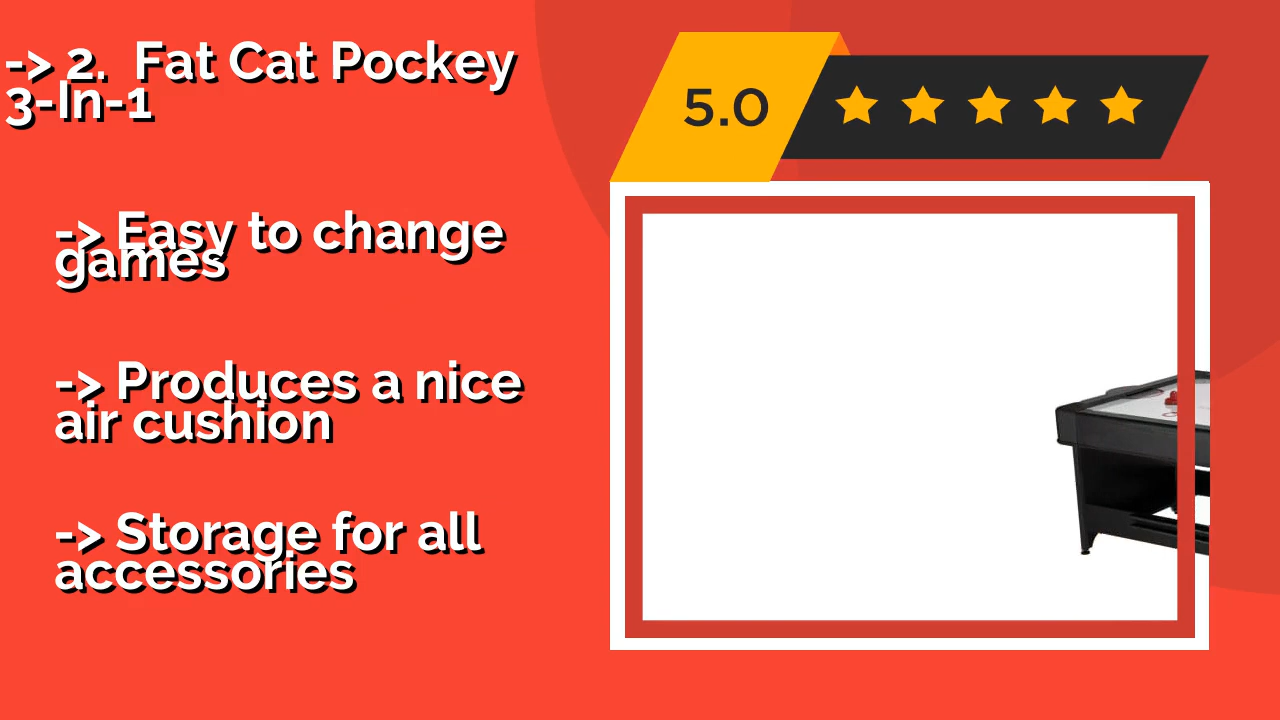 -> 2.  Fat Cat Pockey
3-In-1
5.0
-> Easy to change
games
-> Produces a nice
air cushion
-> Storage for all
accessories